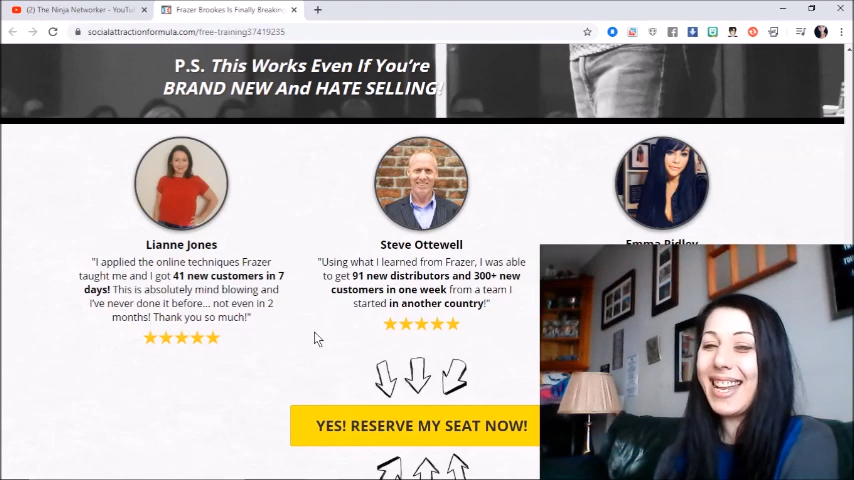 (2) The Ninja Networker - YouTu
Frazer Brookes Is Finally Breakin
socialattractionformula.com/free-training37419235
P.S. This Works Even If You're
BRAND NEW And HATE SELLING!
Lianne Jones
"I applied the online techniques Frazer
taught me and I got 41 new customers in 7
days! This is absolutely mind blowing and
I've never done it before... not even in 2
months! Thank you so much!"
Steve Ottewell
"Using what I learned from Frazer, I was able
to get 91 new distributors and 300+ new
customers in one week from a team I
started in another country!"
Emma Ridley
YES! RESERVE MY SEAT NOW!